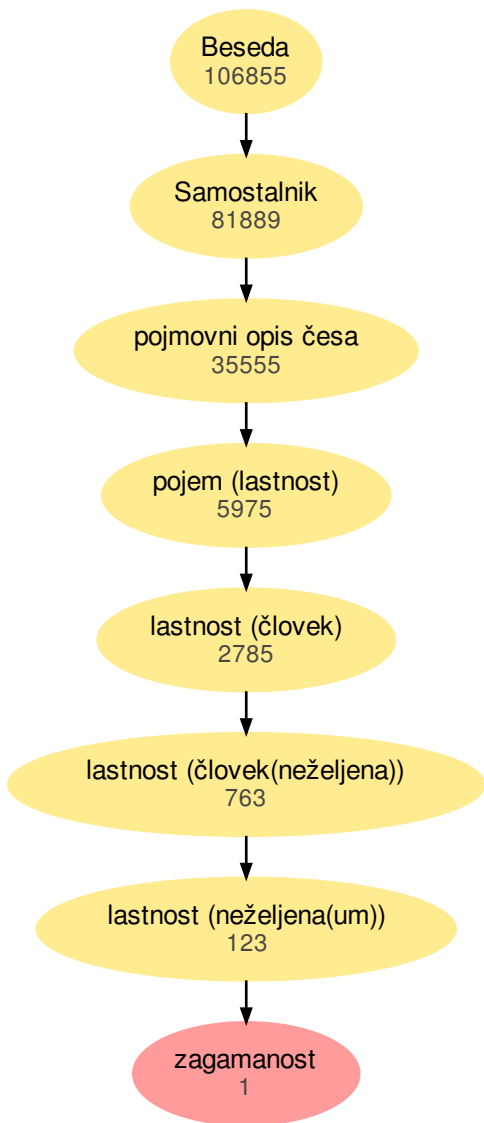 Beseda
106855
Samostalnik
81889
pojmovni opis česa
35555
pojem (lastnost)
5975
lastnost (človek)
2785
lastnost (človek(neželjena))
763
lastnost (neželjena(um))
123
zagamanost
1